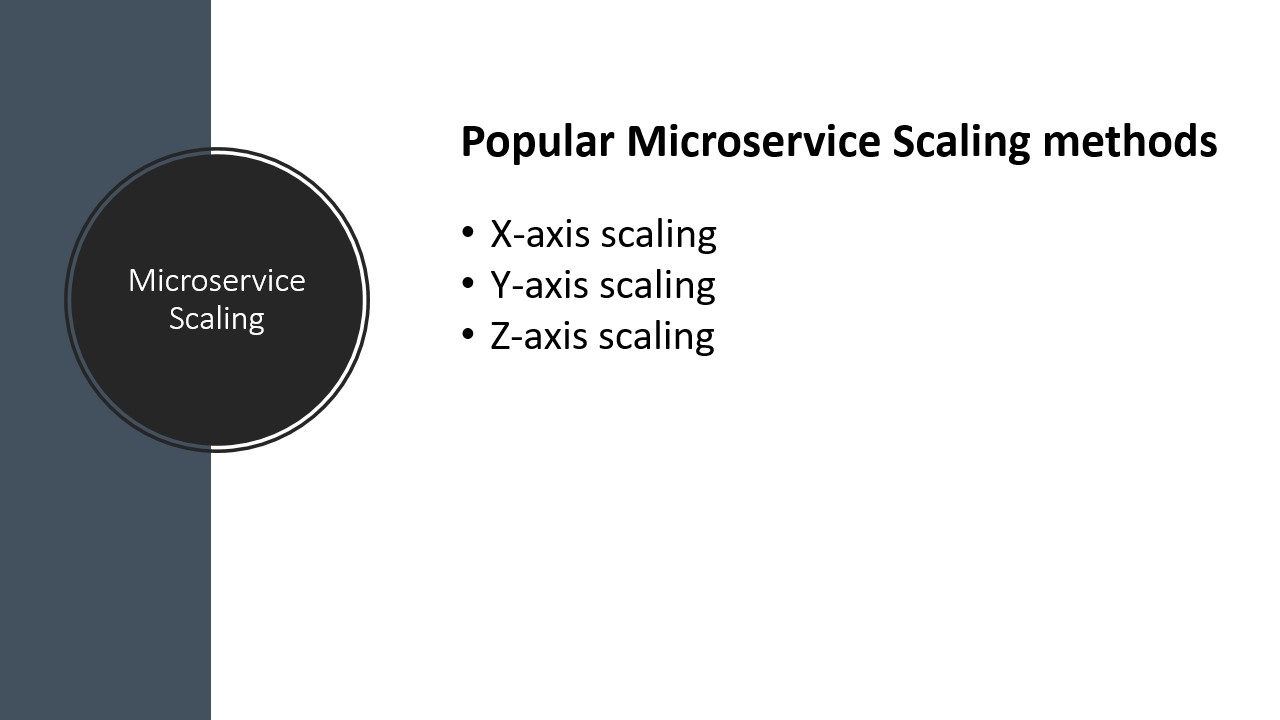 Microservice
Scaling
Popular Microservice Scaling methods
• X-axis scaling
• Y-axis scaling
• Z-axis scaling